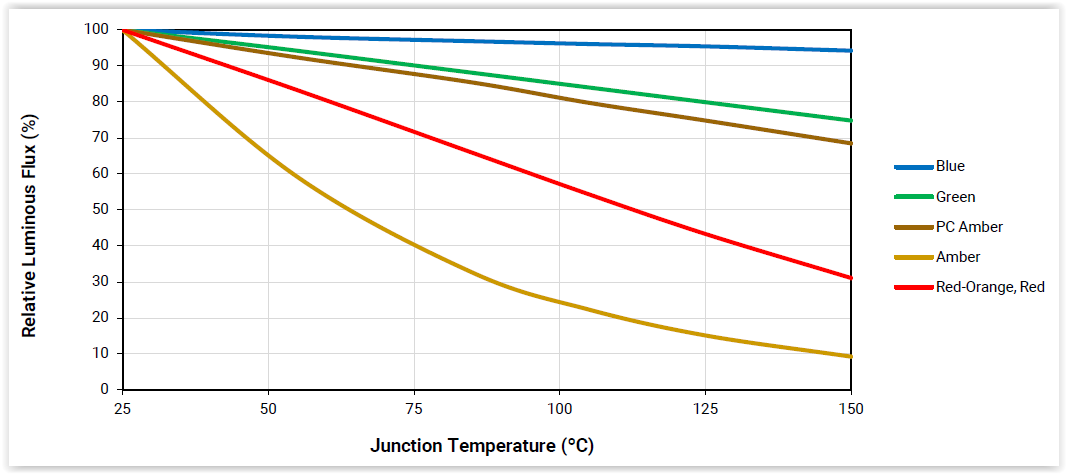 Relative Luminous Flux (%)
100
90
80
70
60
50
40
30
20
10
0
25 50 75 100 125 150
Junction Temperature (°C)
Blue
Green
PC Amber
Amber
Red-Orange, Red